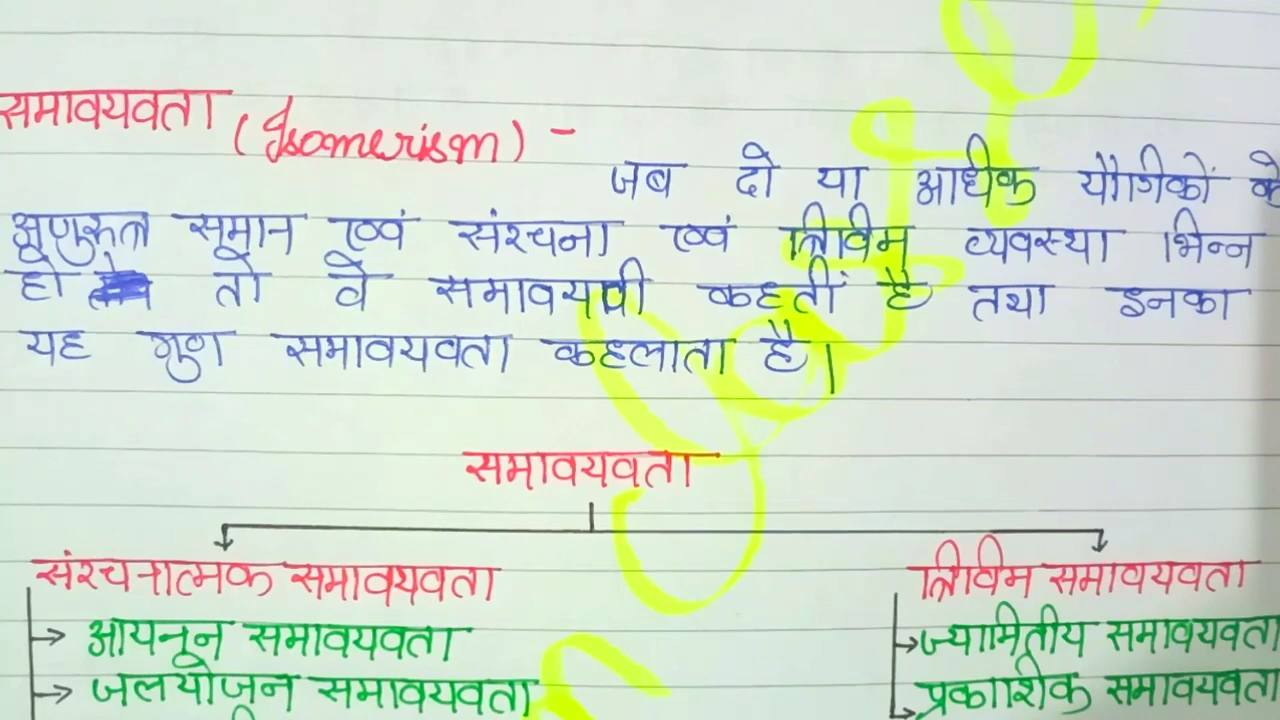 समावयवता (Isomerism) -
जब दो या अधिक यौगिकों के
अणुसूत्र समान एवं संरचना एवं त्रिविम व्यवस्था भिन्न
हो तो वे समावयवी कहतीं है तथा इनका
यह गुण समावयवता कहलाता है।
समावयवता
संरचनात्मक समावयवता त्रिविम समावयवता
आयनन समावयवता ज्यामितीय समावयवता
जलयोजन समावयवता प्रकाशिक समावयवता